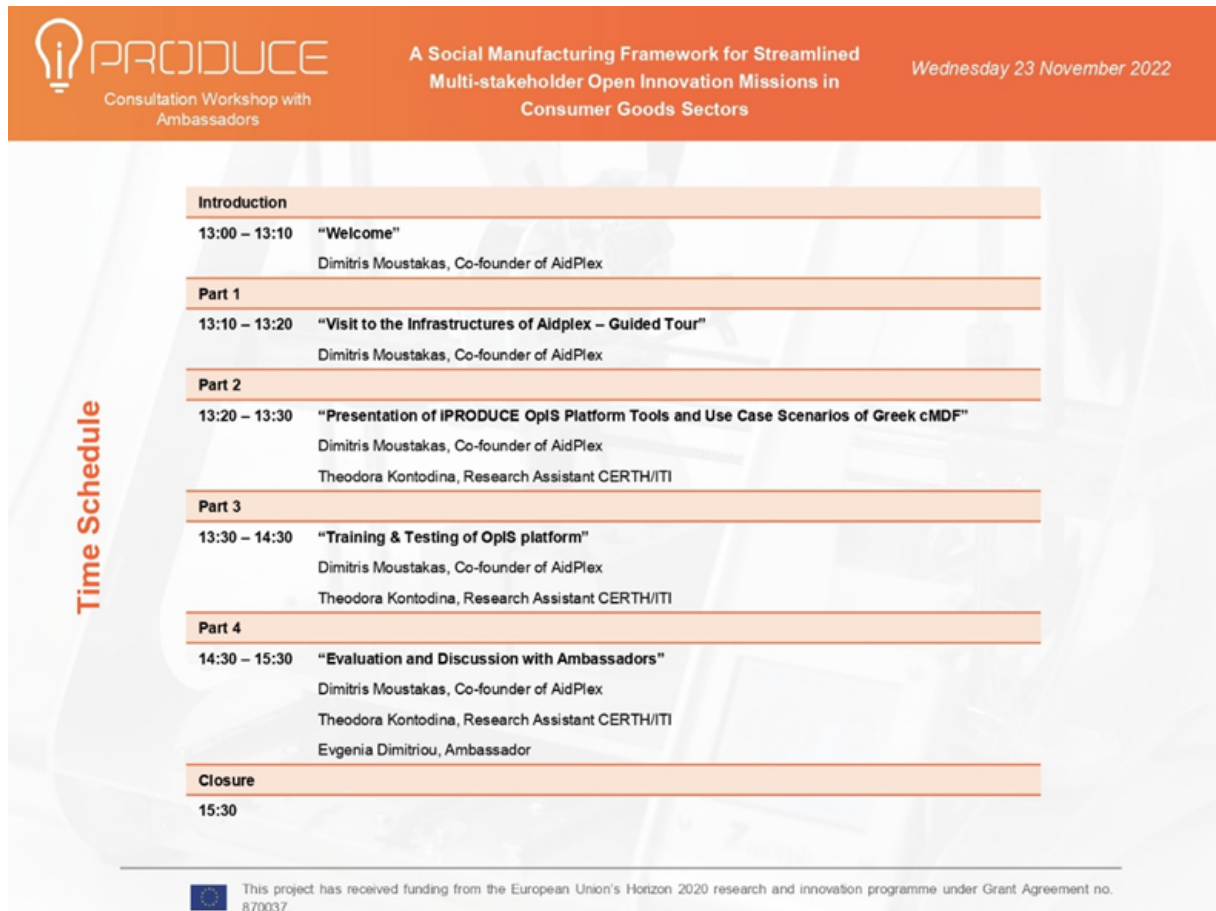 iPRODUCE
Consultation Workshop with
Ambassadors
A Social Manufacturing Framework for Streamlined
Multi-stakeholder Open Innovation Missions in
Consumer Goods Sectors
Wednesday 23 November 2022
Time Schedule
Introduction
13:00 – 13:10 “Welcome”
Dimitris Moustakas, Co-founder of AidPlex
Part 1
13:10 – 13:20 “Visit to the Infrastructures of Aidplex – Guided Tour”
Dimitris Moustakas, Co-founder of AidPlex
Part 2
13:20 – 13:30 “Presentation of iPRODUCE OpIS Platform Tools and Use Case Scenarios of Greek cMDF”
Dimitris Moustakas, Co-founder of AidPlex
Theodora Kontodina, Research Assistant CERTH/ITI
Part 3
13:30 – 14:30 “Training & Testing of OpIS platform”
Dimitris Moustakas, Co-founder of AidPlex
Theodora Kontodina, Research Assistant CERTH/ITI
Part 4
14:30 – 15:30 “Evaluation and Discussion with Ambassadors”
Dimitris Moustakas, Co-founder of AidPlex
Theodora Kontodina, Research Assistant CERTH/ITI
Evgenia Dimitriou, Ambassador
Closure
15:30
This project has received funding from the European Union’s Horizon 2020 research and innovation programme under Grant Agreement no.
870037